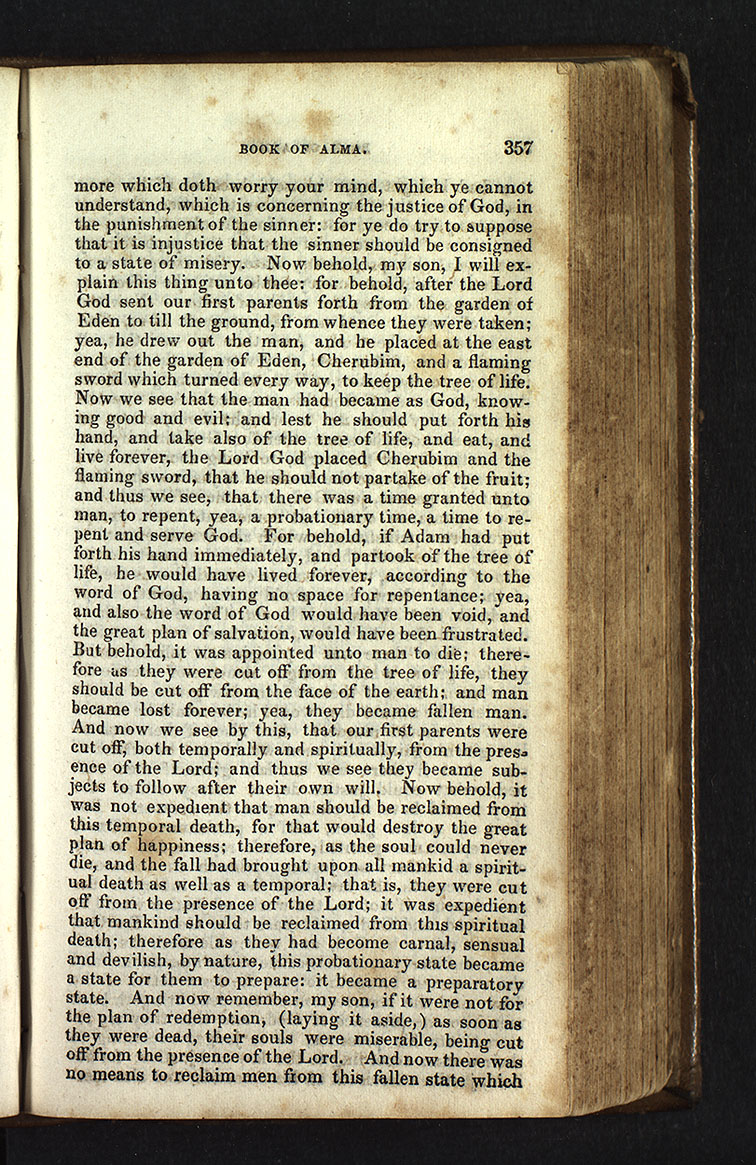 BOOK OF ALMA. 357
more which doth worry your mind, which ye cannot
understand, which is concerning the justice of God, in
the punishment of the sinner: for ye do try to suppose
that it is injustice that the sinner should be consigned
to a state of misery. Now behold, my son, I will ex-
plain this thing unto thee: for behold, after the Lord
God sent our first parents forth from the garden of
Eden to till the ground, from whence they were taken;
yea, he drew out the man, and he placed at the east
end of the garden of Eden, Cherubim, and a flaming
sword which turned every way, to keep the tree of life.
Now we see that the man had became as God, know-
ing good and evil: and lest he should put forth his
hand, and take also of the tree of life, and eat, and
live forever, the Lord God placed Cherubim and the
flaming sword, that he should not partake of the fruit;
and thus we see, that there was a time granted unto
man, to repent, yea, a probationary time, a time to re-
pent and serve God. For behold, if Adam had put
forth his hand immediately, and partook of the tree of
life, he would have lived forever, according to the
word of God, having no space for repentance; yea,
and also the word of God would have been void, and
the great plan of salvation, would have been frustrated.
But behold, it was appointed unto man to die; there-
fore as they were cut off from the tree of life, they
should be cut off from the face of the earth; and man
became lost forever; yea, they became fallen man.
And now we see by this, that our first parents were
cut off, both temporally and spiritually, from the pres-
ence of the Lord; and thus we see they became sub-
jects to follow after their own will. Now behold, it
was not expedient that man should be reclaimed from
this temporal death, for that would destroy the great
plan of happiness; therefore, as the soul could never
die, and the fall had brought upon all mankid a spirit-
ual death as well as a temporal; that is, they were cut
off from the presence of the Lord; it was expedient
that mankind should be reclaimed from this spiritual
death; therefore as they had become carnal, sensual
and devilish, by nature, this probationary state became
a state for them to prepare: it became a preparatory
state. And now remember, my son, if it were not for
the plan of redemption, (laying it aside,) as soon as
they were dead, their souls were miserable, being cut
off from the presence of the Lord. And now there was
no means to reclaim men from this fallen state which